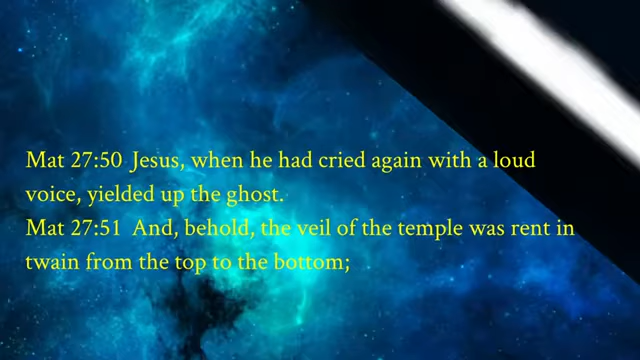 Mat 27:50  Jesus, when he had cried again with a loud
voice, yielded up the ghost.
Mat 27:51  And, behold, the veil of the temple was rent in
twain from the top to the bottom;